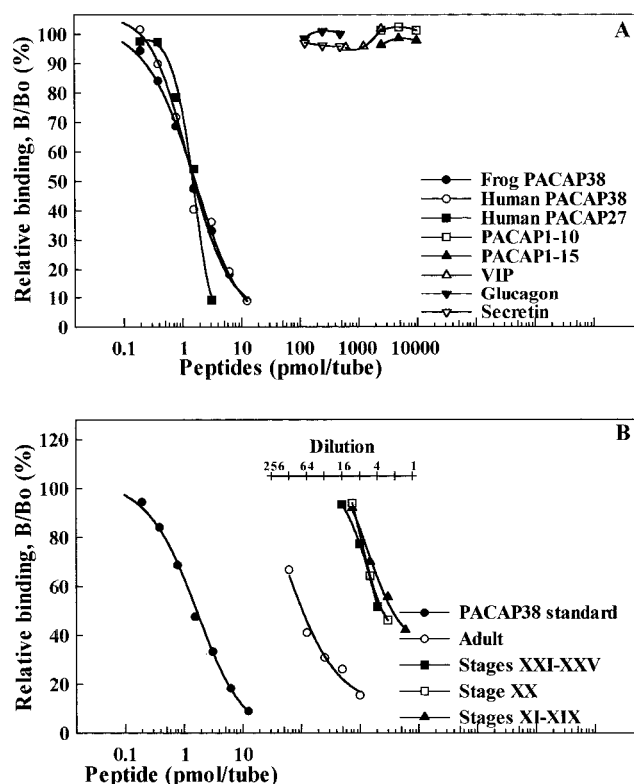 A
Relative binding, B/Bo (%)
100
90
80
70
60
50
40
30
20
10
0
Frog PACAP38
Human PACAP38
Human PACAP27
PACAP1-10
PACAP1-15
VIP
Glucagon
Secretin
0.1 1 10 100 1000 10000
Peptides (pmol/tube)
B
Relative binding, B/Bo (%)
120
100
80
60
40
20
0
Dilution
256 64 16 4 1
PACAP38 standard
Adult
Stages XXI-XXV
Stage XX
Stages XI-XIX
0.1 1 10 100 1000 10000
Peptide (pmol/tube)